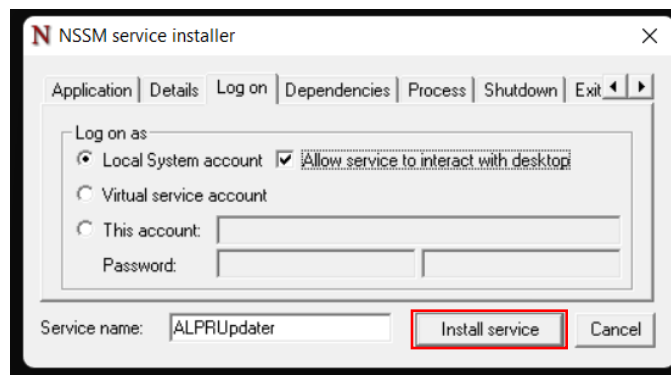 N NSSM service installer
Application Details Log on Dependencies Process Shutdown Exit
Log on as
Local System account Allow service to interact with desktop
Virtual service account
This account:
Password:
Service name: ALPRUpdater Install service Cancel